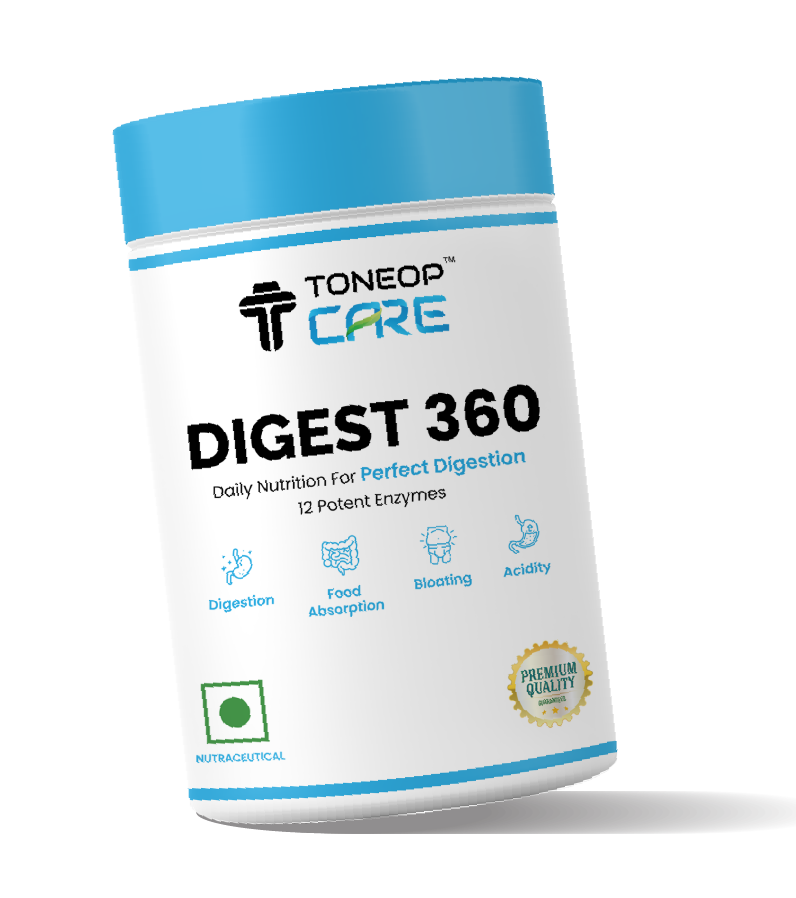 TONEOP™
CARE
DIGEST 360
Daily Nutrition For Perfect Digestion
12 Potent Enzymes
Digestion
Food
Absorption
Bloating
Acidity
PREMIUM
QUALITY
NUTRACEUTICAL